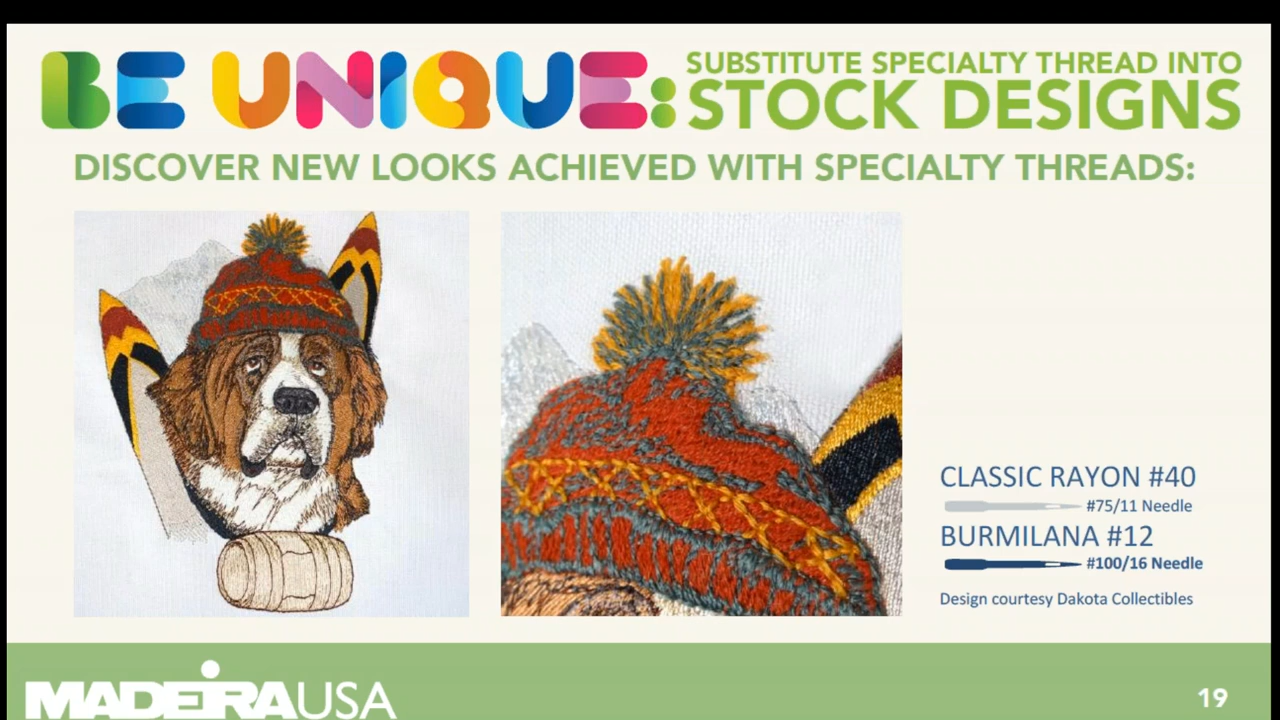 BE UNIQUE:
SUBSTITUTE SPECIALTY THREAD INTO
STOCK DESIGNS
DISCOVER NEW LOOKS ACHIEVED WITH SPECIALTY THREADS:
CLASSIC RAYON #40
#75/11 Needle
BURMILANA #12
#100/16 Needle
Design courtesy Dakota Collectibles
MADEIRAUSA
19